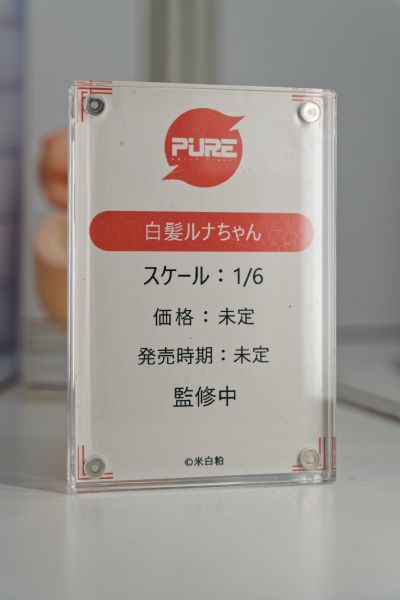 PURE
白髪ルナちゃん
スケール：1/6
価格：未定
発売時期：未定
監修中
©米白粕